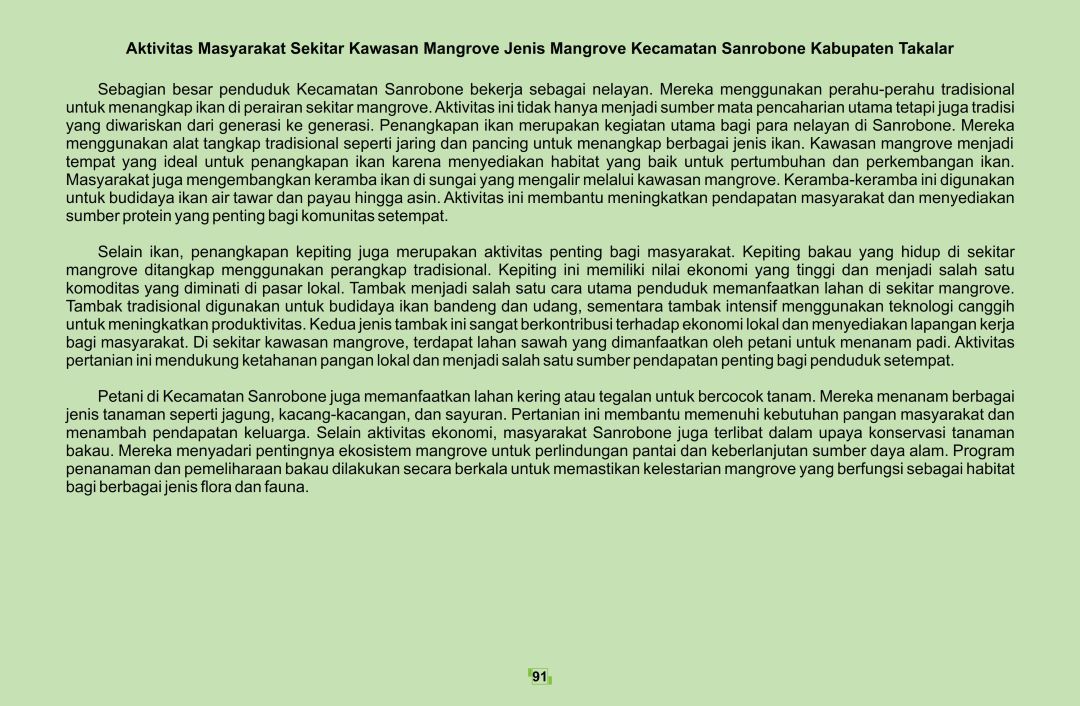 Aktivitas Masyarakat Sekitar Kawasan Mangrove Jenis Mangrove Kecamatan Sanrobone Kabupaten Takalar
Sebagian besar penduduk Kecamatan Sanrobone bekerja sebagai nelayan. Mereka menggunakan perahu-perahu tradisional
untuk menangkap ikan di perairan sekitar mangrove. Aktivitas ini tidak hanya menjadi sumber mata pencaharian utama tetapi juga tradisi
yang diwariskan dari generasi ke generasi. Penangkapan ikan merupakan kegiatan utama bagi para nelayan di Sanrobone. Mereka
menggunakan alat tangkap tradisional seperti jaring dan pancing untuk menangkap berbagai jenis ikan. Kawasan mangrove menjadi
tempat yang ideal untuk penangkapan ikan karena menyediakan habitat yang baik untuk pertumbuhan dan perkembangan ikan.
Masyarakat juga mengembangkan keramba ikan di sungai yang mengalir melalui kawasan mangrove. Keramba-keramba ini digunakan
untuk budidaya ikan air tawar dan payau hingga asin. Aktivitas ini membantu meningkatkan pendapatan masyarakat dan menyediakan
sumber protein yang penting bagi komunitas setempat.
Selain ikan, penangkapan kepiting juga merupakan aktivitas penting bagi masyarakat. Kepiting bakau yang hidup di sekitar
mangrove ditangkap menggunakan perangkap tradisional. Kepiting ini memiliki nilai ekonomi yang tinggi dan menjadi salah satu
komoditas yang diminati di pasar lokal. Tambak menjadi salah satu cara utama penduduk memanfaatkan lahan di sekitar mangrove.
Tambak tradisional digunakan untuk budidaya ikan bandeng dan udang, sementara tambak intensif menggunakan teknologi canggih
untuk meningkatkan produktivitas. Kedua jenis tambak ini sangat berkontribusi terhadap ekonomi lokal dan menyediakan lapangan kerja
bagi masyarakat. Di sekitar kawasan mangrove, terdapat lahan sawah yang dimanfaatkan oleh petani untuk menanam padi. Aktivitas
pertanian ini mendukung ketahanan pangan lokal dan menjadi salah satu sumber pendapatan penting bagi penduduk setempat.
Petani di Kecamatan Sanrobone juga memanfaatkan lahan kering atau tegalan untuk bercocok tanam. Mereka menanam berbagai
jenis tanaman seperti jagung, kacang-kacangan, dan sayuran. Pertanian ini membantu memenuhi kebutuhan pangan masyarakat dan
menambah pendapatan keluarga. Selain aktivitas ekonomi, masyarakat Sanrobone juga terlibat dalam upaya konservasi tanaman
bakau. Mereka menyadari pentingnya ekosistem mangrove untuk perlindungan pantai dan keberlanjutan sumber daya alam. Program
penanaman dan pemeliharaan bakau dilakukan secara berkala untuk memastikan kelestarian mangrove yang berfungsi sebagai habitat
bagi berbagai jenis flora dan fauna.
91